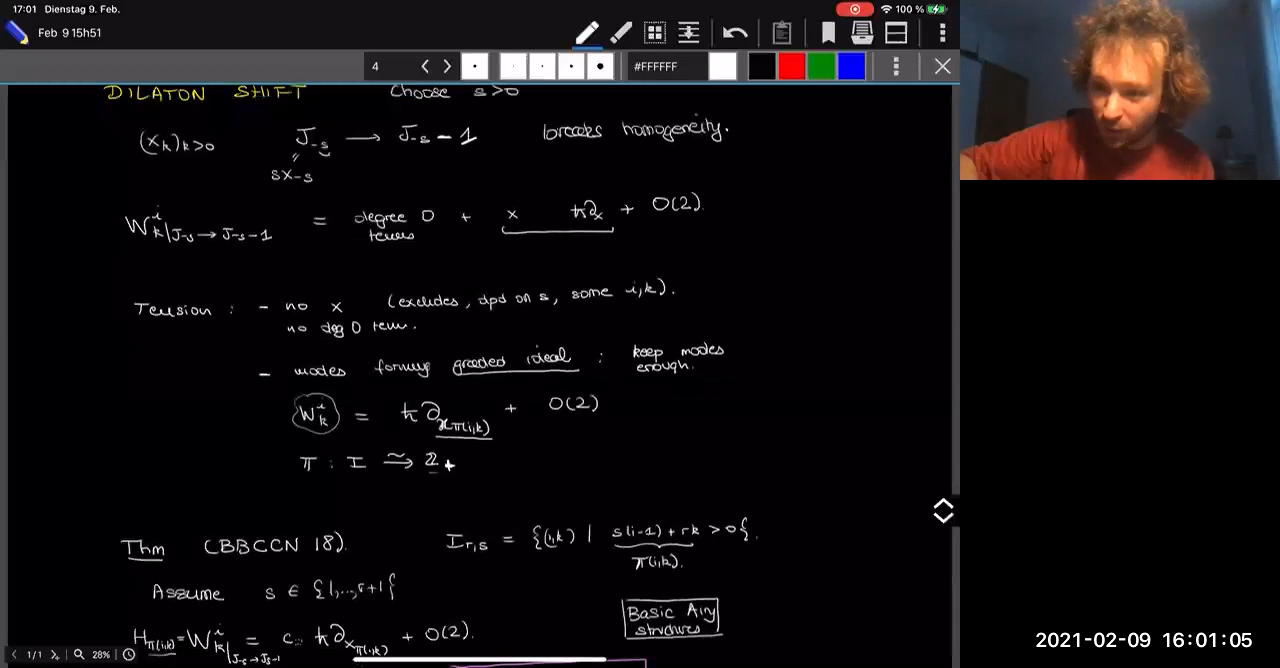 17:01 Dienstag 9. Feb.
100 %
Feb 9 15h51
4
#FFFFFF
DILATON SHIFT Choose s>0
(x_k)_{k>0} J_{-s} → J_{-s} - 1 breaks homogeneity.
"
sx_{-s}
W^i_k|_{J_{-s} → J_{-s}-1} = degree 0 terms + x ħ∂_x + O(2).
Tension : - no x (excludes, dpd on s, some i,k).
no deg 0 term.
- modes forming graded ideal : keep modes enough.
W^i_k = ħ∂_{x_{π(i,k)}} + O(2)
π : I ≃→ ℤ_+
Thm (BBCCN 18). I_{r,s} = {(i,k) | s(i-1) + rk > 0}.
π(i,k).
Assume s ∈ {1,...,r+1}
Basic Airy structures
H_{π(i,k)} = W^i_k|_{J_{-s} → J_{-s}-1} = c... ħ∂_{x_{π(i,k)}} + O(2).
1/1 28%
2021-02-09 16:01:05